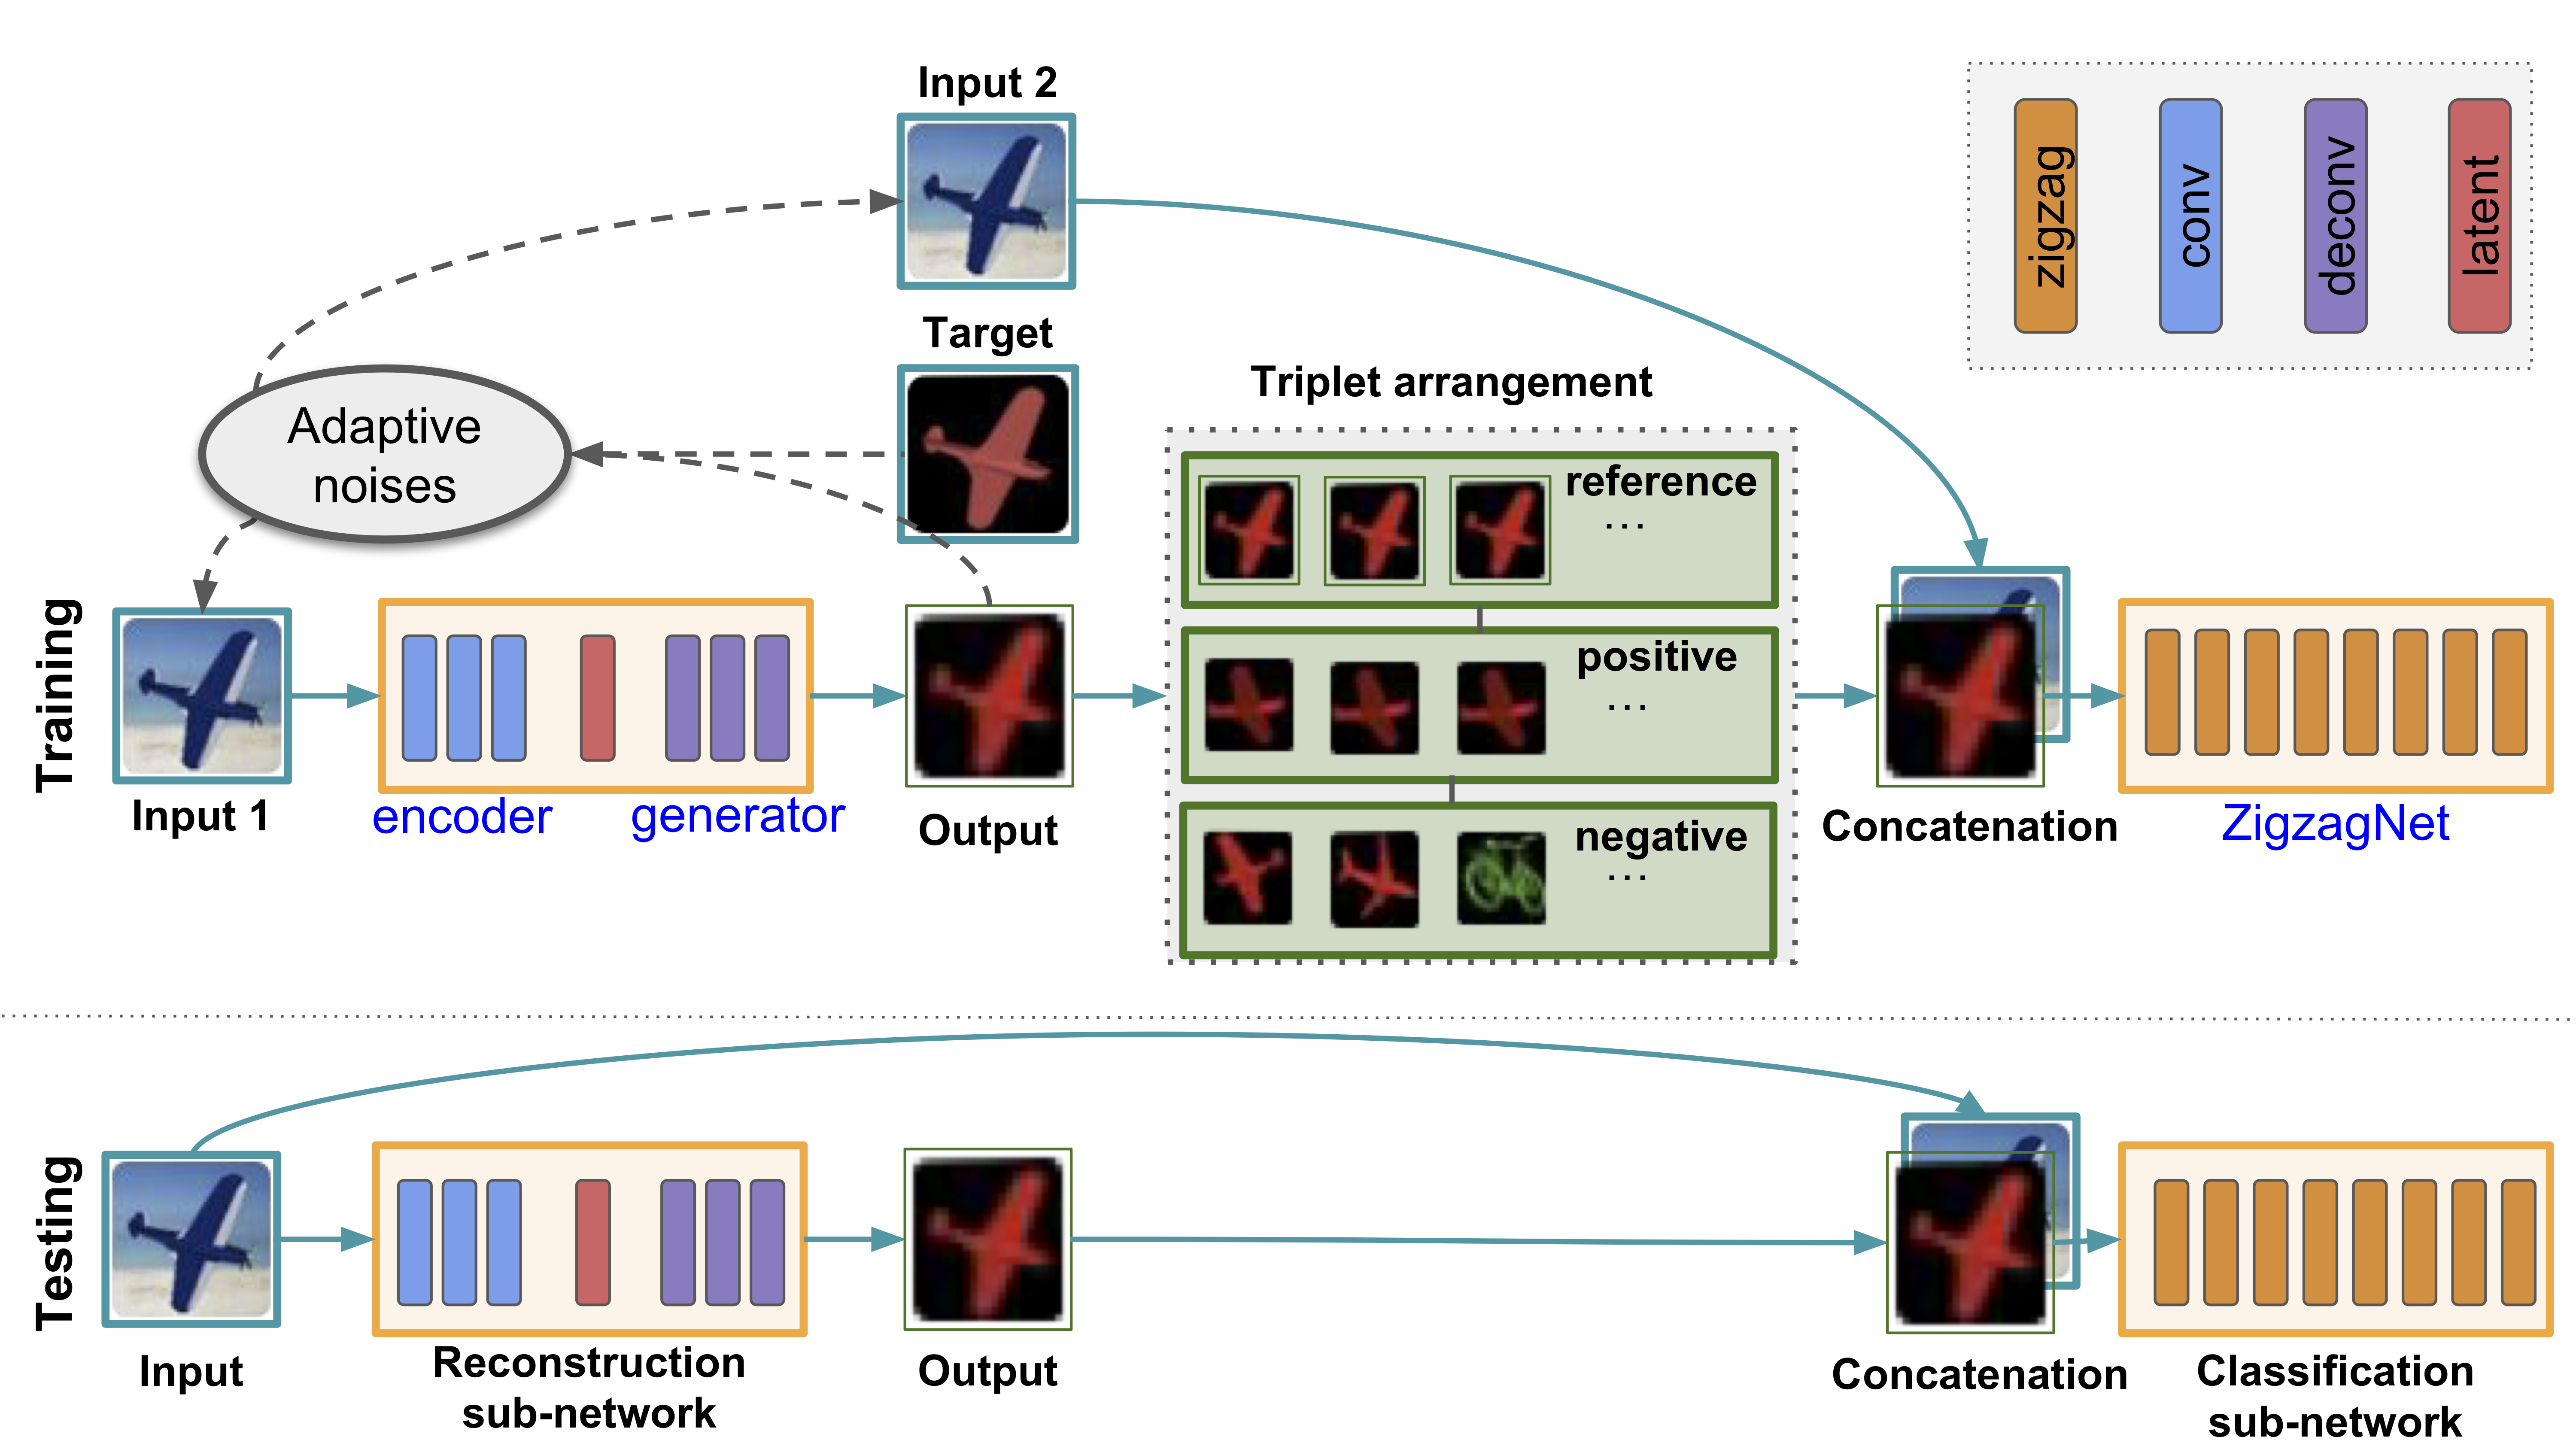 Input 2
zigzag
conv
deconv
latent
Target
Triplet arrangement
Adaptive
noises
reference
...
positive
...
negative
...
Training
Input 1
encoder
generator
Output
Concatenation
ZigzagNet
Testing
Input
Reconstruction
sub-network
Output
Concatenation
Classification
sub-network